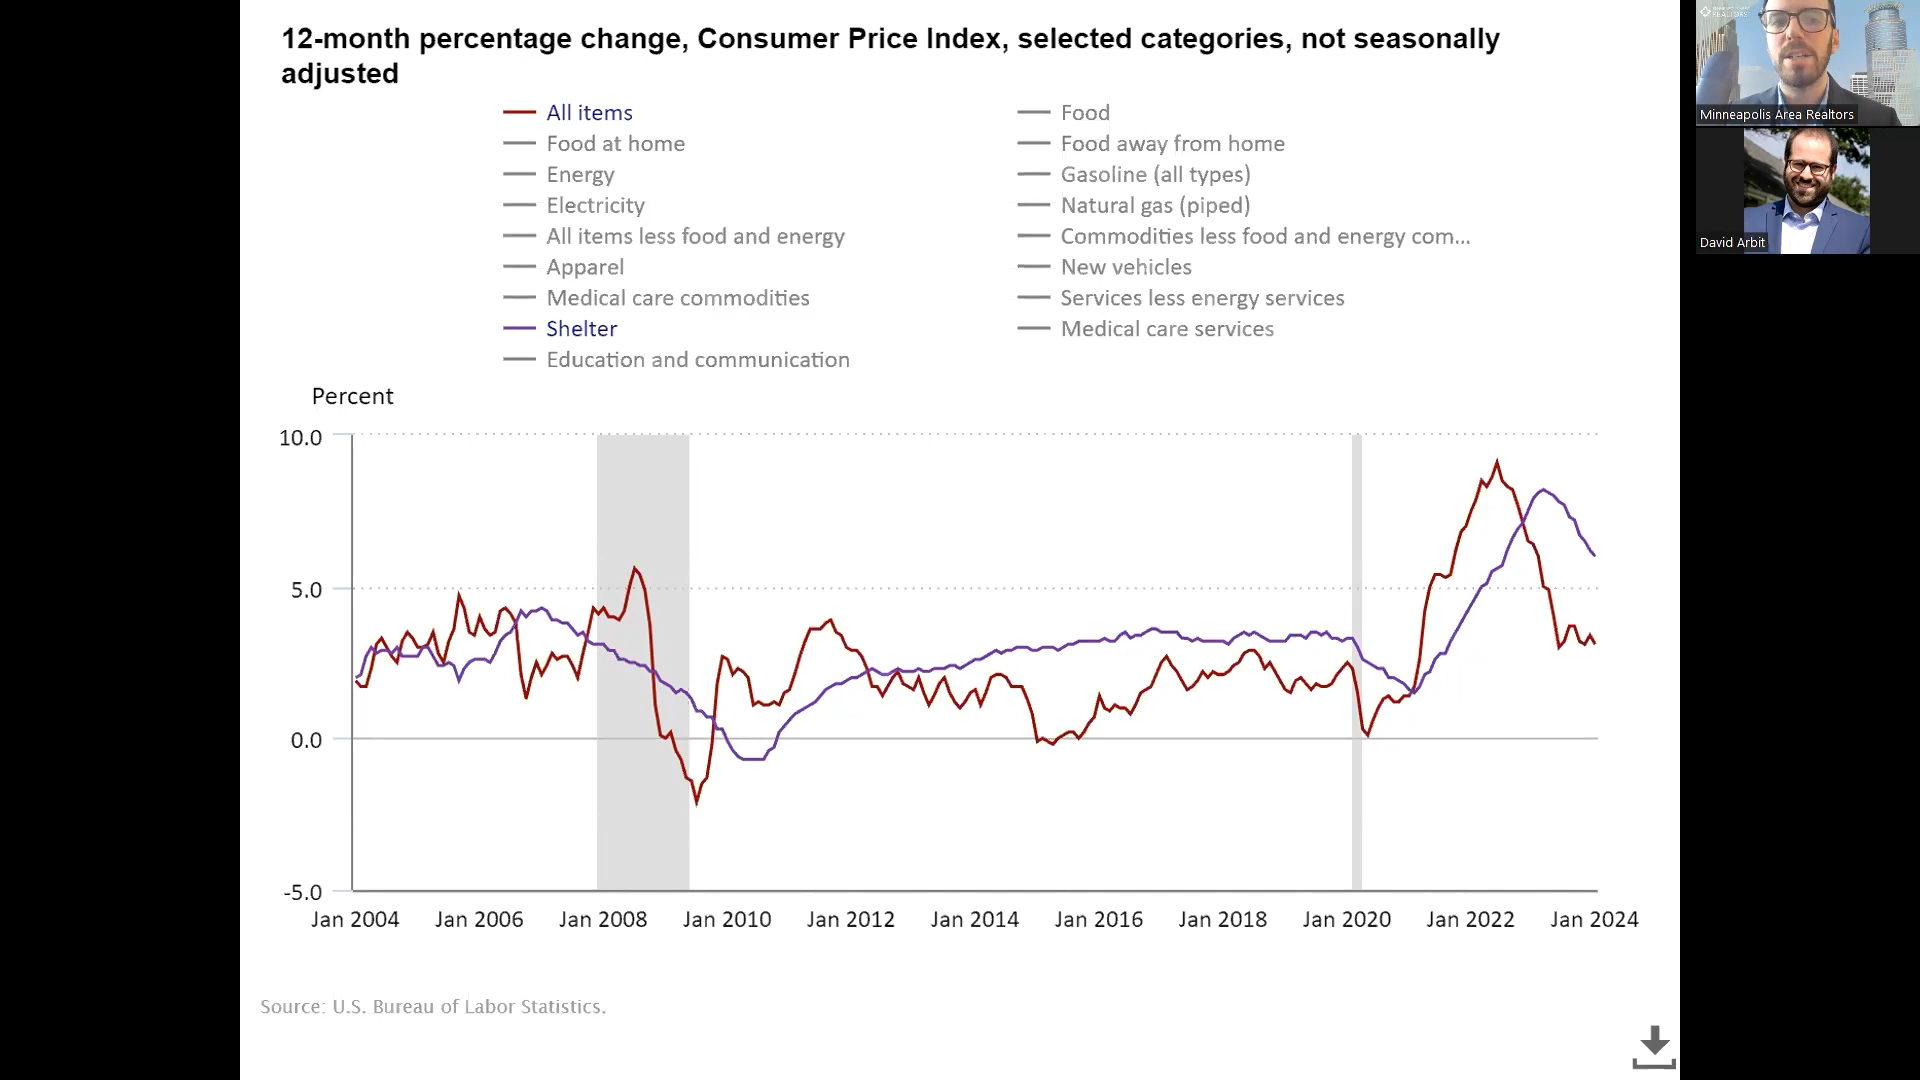 12-month percentage change, Consumer Price Index, selected categories, not seasonally
adjusted
All items
Food
Food at home
Food away from home
Energy
Gasoline (all types)
Electricity
Natural gas (piped)
All items less food and energy
Commodities less food and energy com...
Apparel
New vehicles
Medical care commodities
Services less energy services
Shelter
Medical care services
Education and communication
Percent
10.0
5.0
0.0
-5.0
Jan 2004 Jan 2006 Jan 2008 Jan 2010 Jan 2012 Jan 2014 Jan 2016 Jan 2018 Jan 2020 Jan 2022 Jan 2024
Source: U.S. Bureau of Labor Statistics.
REALTORS
Minneapolis Area Realtors
David Arbit